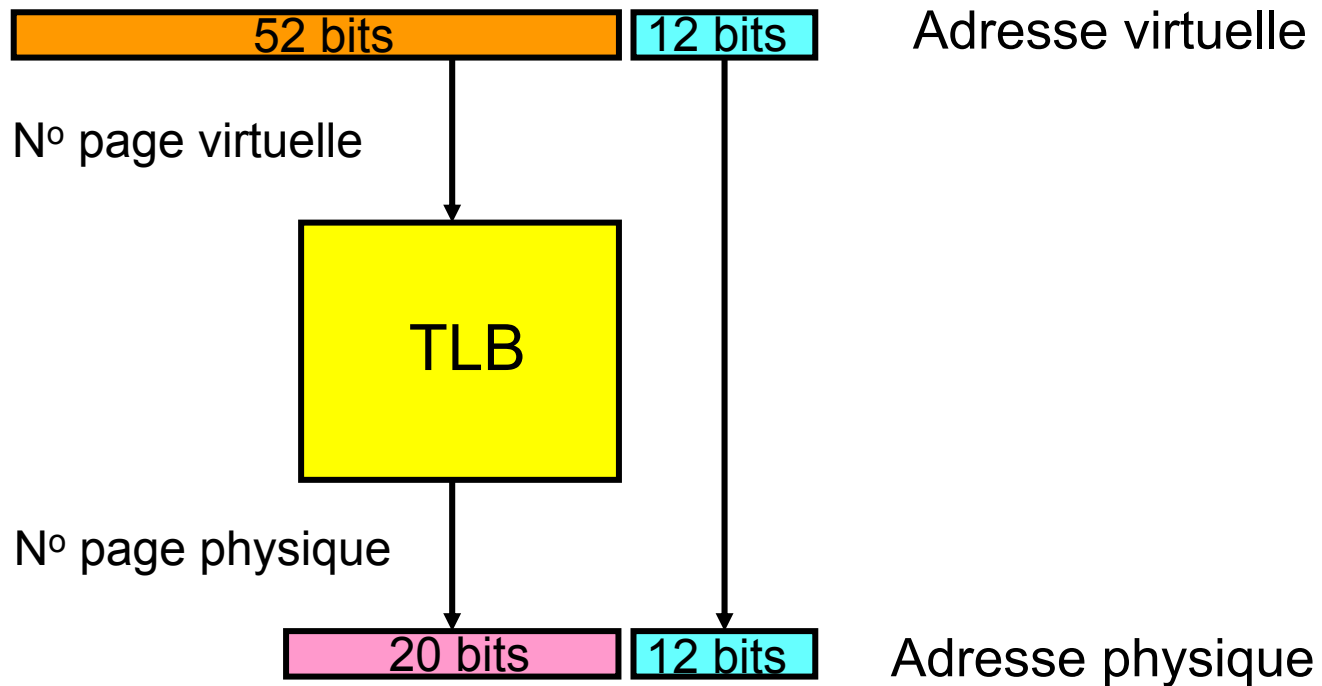 52 bits 12 bits Adresse virtuelle
Nº page virtuelle
TLB
Nº page physique
20 bits 12 bits Adresse physique